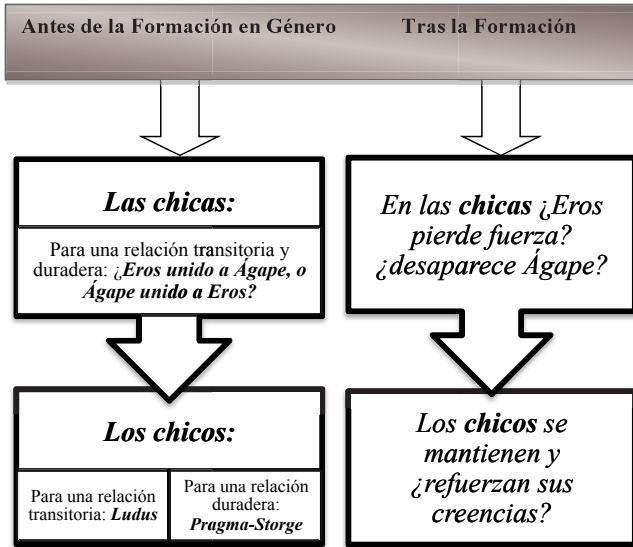 Antes de la Formación en Género
Tras la Formación
Las chicas:
Para una relación transitoria y
duradera: ¿Eros unido a Ágape, o
Ágape unido a Eros?
En las chicas ¿Eros
pierde fuerza?
¿desaparece Ágape?
Los chicos:
Para una relación
transitoria: Ludus
Para una relación
duradera:
Pragma-Storge
Los chicos se
mantienen y
¿refuerzan sus
creencias?